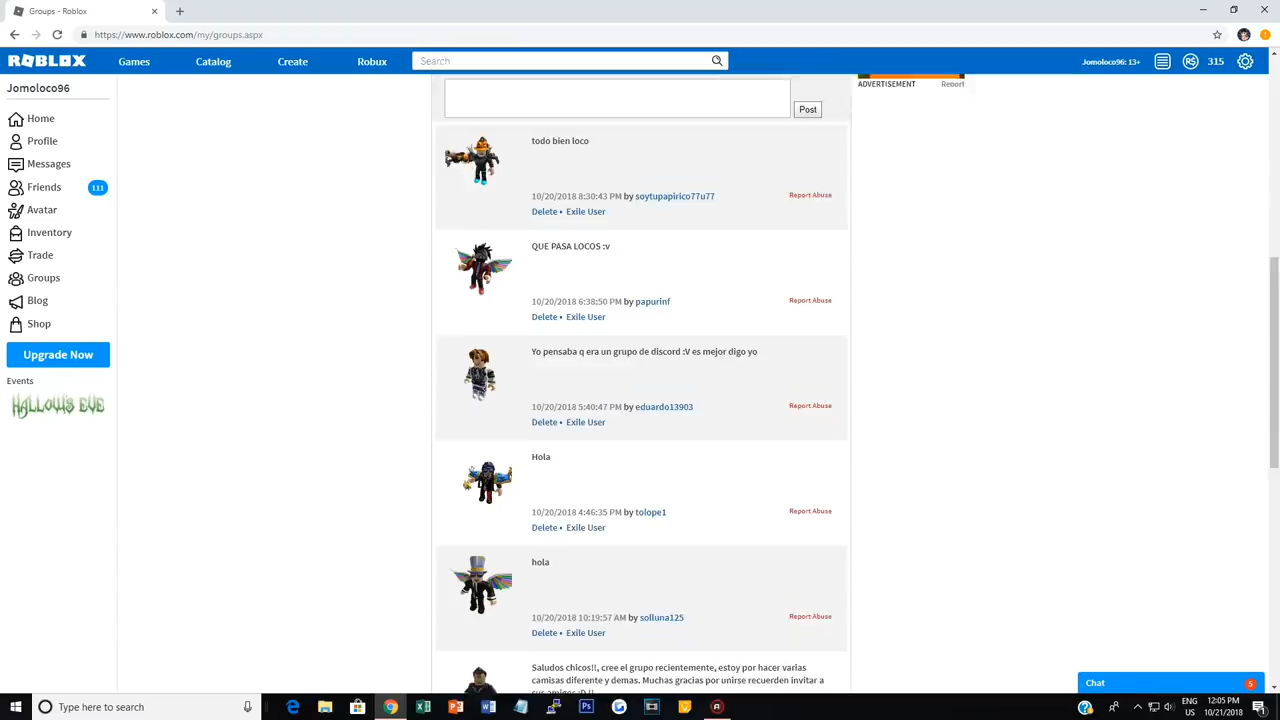 Groups - Roblox
https://www.roblox.com/my/groups.aspx
ROBLOX
Games
Catalog
Create
Robux
Search
Jomoloco96: 13+
315
Jomoloco96
Home
Profile
Messages
Friends
111
Avatar
Inventory
Trade
Groups
Blog
Shop
Upgrade Now
Events
HALLOW'S EVE
ADVERTISEMENT
Report
Post
todo bien loco
10/20/2018 8:30:43 PM by soytupapirico77u77
Report Abuse
Delete • Exile User
QUE PASA LOCOS :v
10/20/2018 6:38:50 PM by papurinf
Report Abuse
Delete • Exile User
Yo pensaba q era un grupo de discord :V es mejor digo yo
10/20/2018 5:40:47 PM by eduardo13903
Report Abuse
Delete • Exile User
Hola
10/20/2018 4:46:35 PM by tolope1
Report Abuse
Delete • Exile User
hola
10/20/2018 10:19:57 AM by solluna125
Report Abuse
Delete • Exile User
Saludos chicos!!, cree el grupo recientemente, estoy por hacer varias
camisas diferente y demas. Muchas gracias por unirse recuerden invitar a
sus amigos :D !!
Chat
5
Type here to search
ENG
US
12:05 PM
10/21/2018
1